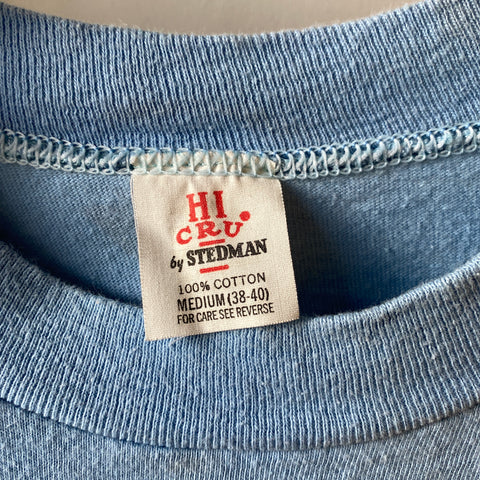 HI.
CRU
by STEDMAN
100% COTTON
MEDIUM (38-40)
FOR CARE SEE REVERSE